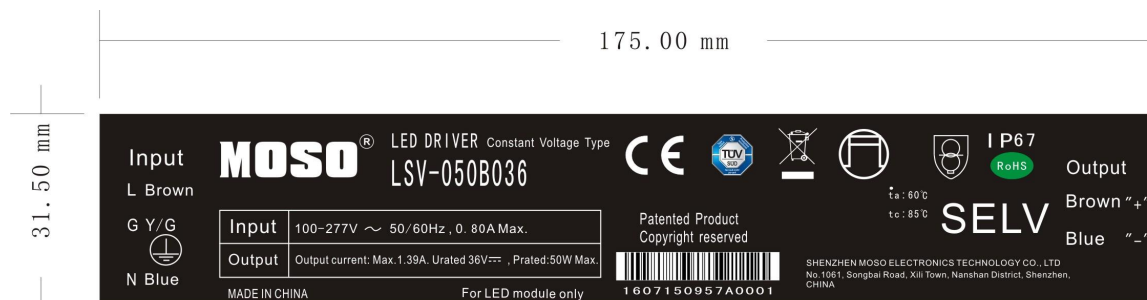 175.00 mm
31.50 mm
Input
L Brown
G Y/G
N Blue
MOSO®
LED DRIVER Constant Voltage Type
LSV-050B036
Input 100-277V ～ 50/60Hz , 0. 80A Max.
Output Output current: Max.1.39A. Urated 36V⎓ , Prated:50W Max.
MADE IN CHINA
For LED module only
CE
TÜV
SUD
IP67
RoHS
ta:60℃
tc:85℃
SELV
Patented Product
Copyright reserved
1607150957A0001
SHENZHEN MOSO ELECTRONICS TECHNOLOGY CO., LTD
No.1061, Songbai Road, Xili Town, Nanshan District, Shenzhen,
CHINA
Output
Brown ″+″
Blue ″-″